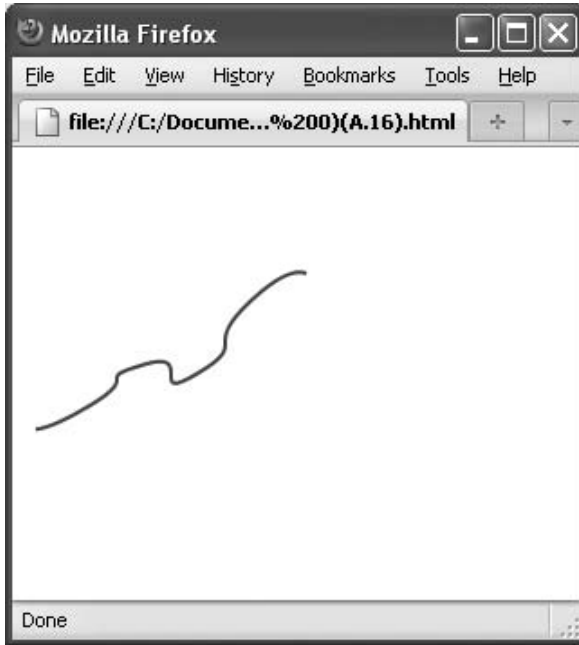 Mozilla Firefox
File Edit View History Bookmarks Tools Help
file:///C:/Docume...%200)(A.16).html
Done